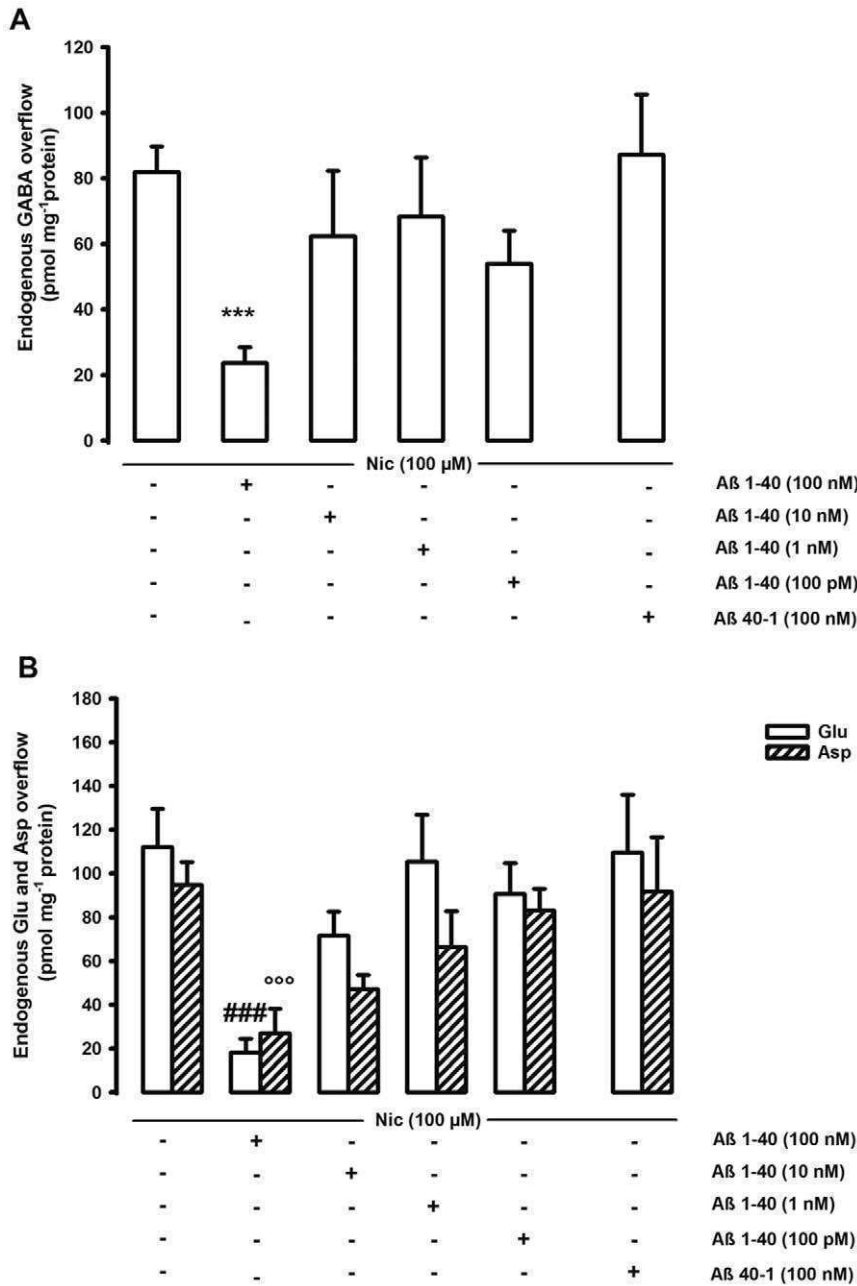 A
120
100
80
60
40
20
0
Endogenous GABA overflow
(pmol mg⁻¹protein)
***
Nic (100 µM)
- + - - - - Aß 1-40 (100 nM)
- - + - - - Aß 1-40 (10 nM)
- - - + - - Aß 1-40 (1 nM)
- - - - + - Aß 1-40 (100 pM)
- - - - - + Aß 40-1 (100 nM)
B
180
160
140
120
100
80
60
40
20
0
Endogenous Glu and Asp overflow
(pmol mg⁻¹ protein)
Glu
Asp
°°°
###
Nic (100 µM)
- + - - - - Aß 1-40 (100 nM)
- - + - - - Aß 1-40 (10 nM)
- - - + - - Aß 1-40 (1 nM)
- - - - + - Aß 1-40 (100 pM)
- - - - - + Aß 40-1 (100 nM)